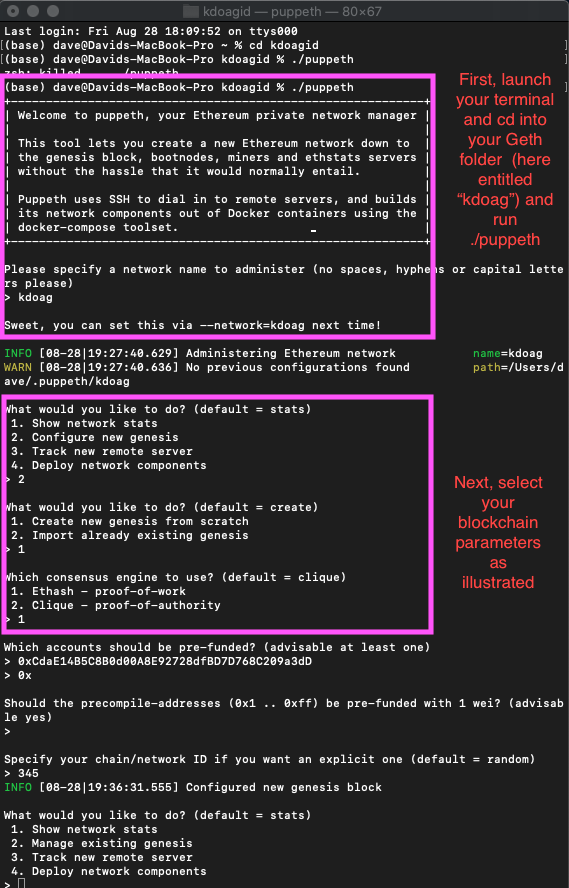 kdoagid — puppeth — 80×67
Last login: Fri Aug 28 18:09:52 on ttys000
(base) dave@Davids-MacBook-Pro ~ % cd kdoagid
(base) dave@Davids-MacBook-Pro kdoagid % ./puppeth
zsh: killed     ./puppeth
(base) dave@Davids-MacBook-Pro kdoagid % ./puppeth
Welcome to puppeth, your Ethereum private network manager
This tool lets you create a new Ethereum network down to
the genesis block, bootnodes, miners and ethstats servers
without the hassle that it would normally entail.
Puppeth uses SSH to dial in to remote servers, and builds
its network components out of Docker containers using the
docker-compose toolset.
First, launch
your terminal
and cd into
your Geth
folder (here
entitled
“kdoag”) and
run
./puppeth
Please specify a network name to administer (no spaces, hyphens or capital lette
rs please)
> kdoag
Sweet, you can set this via --network=kdoag next time!
INFO [08-28|19:27:40.629] Administering Ethereum network           name=kdoag
WARN [08-28|19:27:40.636] No previous configurations found         path=/Users/d
ave/.puppeth/kdoag
What would you like to do? (default = stats)
1. Show network stats
2. Configure new genesis
3. Track new remote server
4. Deploy network components
> 2
What would you like to do? (default = create)
1. Create new genesis from scratch
2. Import already existing genesis
> 1
Which consensus engine to use? (default = clique)
1. Ethash - proof-of-work
2. Clique - proof-of-authority
> 1
Next, select
your
blockchain
parameters
as
illustrated
Which accounts should be pre-funded? (advisable at least one)
> 0xCdaE14B5C8B0d00A8E92728dfBD7D768C209a3dD
> 0x
Should the precompile-addresses (0x1 .. 0xff) be pre-funded with 1 wei? (advisab
le yes)
>
Specify your chain/network ID if you want an explicit one (default = random)
> 345
INFO [08-28|19:36:31.555] Configured new genesis block
What would you like to do? (default = stats)
1. Show network stats
2. Manage existing genesis
3. Track new remote server
4. Deploy network components
>